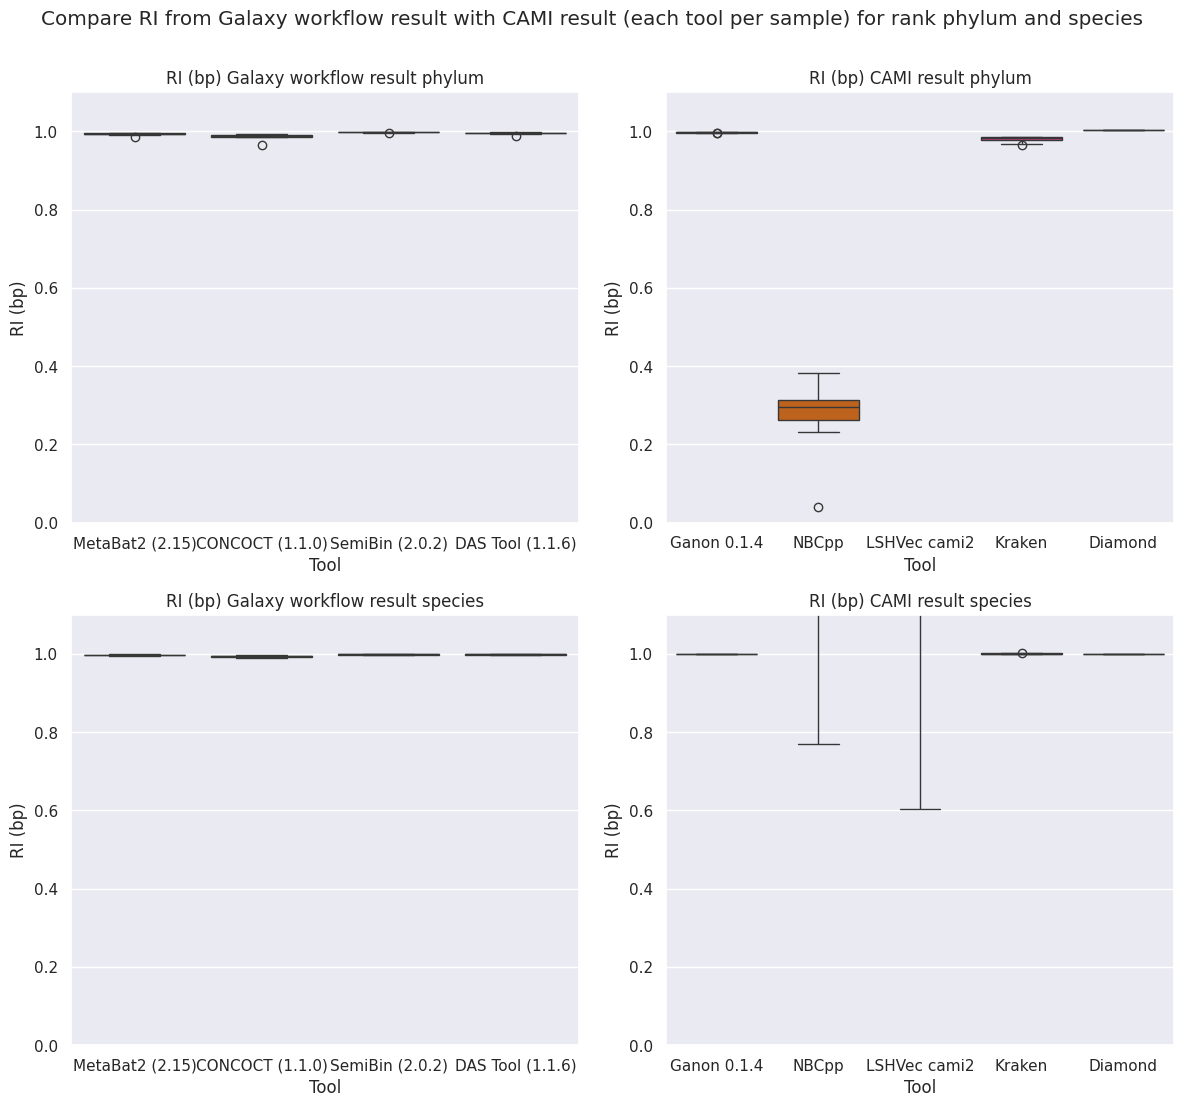 Compare RI from Galaxy workflow result with CAMI result (each tool per sample) for rank phylum and species
RI (bp) Galaxy workflow result phylum
1.0
0.8
0.6
0.4
0.2
0.0
RI (bp)
MetaBat2 (2.15) CONCOCT (1.1.0) SemiBin (2.0.2) DAS Tool (1.1.6)
Tool
RI (bp) CAMI result phylum
1.0
0.8
0.6
0.4
0.2
0.0
RI (bp)
Ganon 0.1.4 NBCpp LSHVec cami2 Kraken Diamond
Tool
RI (bp) Galaxy workflow result species
1.0
0.8
0.6
0.4
0.2
0.0
RI (bp)
MetaBat2 (2.15) CONCOCT (1.1.0) SemiBin (2.0.2) DAS Tool (1.1.6)
Tool
RI (bp) CAMI result species
1.0
0.8
0.6
0.4
0.2
0.0
RI (bp)
Ganon 0.1.4 NBCpp LSHVec cami2 Kraken Diamond
Tool